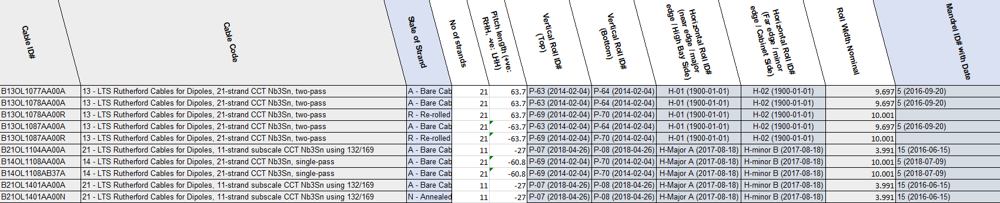 Cable ID#
Cable Code
State of Strand
No of strands
Pitch length (+ve:
RHH, -ve: LHH)
Vertical Roll ID#
(Top)
Vertical Roll ID#
(Bottom)
Horizontal Roll ID#
(near edge / major
edge / High Bay Side)
Horizontal Roll ID#
(Far edge / minor
edge / Cabinet Side)
Roll Width Nominal
Mandrel ID# with Date
B13OL1077AA00A 13 - LTS Rutherford Cables for Dipoles, 21-strand CCT Nb3Sn, two-pass A - Bare Cab 21 63.7 P-63 (2014-02-04) P-64 (2014-02-04) H-01 (1900-01-01) H-02 (1900-01-01) 9.697 5 (2016-09-20)
B13OL1078AA00A 13 - LTS Rutherford Cables for Dipoles, 21-strand CCT Nb3Sn, two-pass A - Bare Cab 21 63.7 P-63 (2014-02-04) P-64 (2014-02-04) H-01 (1900-01-01) H-02 (1900-01-01) 9.697 5 (2016-09-20)
B13OL1078AA00R 13 - LTS Rutherford Cables for Dipoles, 21-strand CCT Nb3Sn, two-pass R - Re-rolled 21 63.7 P-69 (2014-02-04) P-70 (2014-02-04) H-01 (1900-01-01) H-02 (1900-01-01) 10.001
B13OL1087AA00A 13 - LTS Rutherford Cables for Dipoles, 21-strand CCT Nb3Sn, two-pass A - Bare Cab 21 -63.7 P-63 (2014-02-04) P-64 (2014-02-04) H-01 (1900-01-01) H-02 (1900-01-01) 9.697 5 (2016-09-20)
B13OL1087AA00R 13 - LTS Rutherford Cables for Dipoles, 21-strand CCT Nb3Sn, two-pass R - Re-rolled 21 -63.7 P-69 (2014-02-04) P-70 (2014-02-04) H-01 (1900-01-01) H-02 (1900-01-01) 10.001
B21OL1104AA00A 21 - LTS Rutherford Cables for Dipoles, 11-strand subscale CCT Nb3Sn using 132/169 A - Bare Cab 11 -27 P-07 (2018-04-26) P-08 (2018-04-26) H-Major A (2017-08-18) H-minor B (2017-08-18) 3.991 15 (2016-06-15)
B14OL1108AA00A 14 - LTS Rutherford Cables for Dipoles, 21-strand CCT Nb3Sn, single-pass A - Bare Cab 21 -60.8 P-69 (2014-02-04) P-70 (2014-02-04) H-Major A (2017-08-18) H-minor B (2017-08-18) 10.001 5 (2018-07-09)
B14OL1108AB37A 14 - LTS Rutherford Cables for Dipoles, 21-strand CCT Nb3Sn, single-pass A - Bare Cab 21 -60.8 P-69 (2014-02-04) P-70 (2014-02-04) H-Major A (2017-08-18) H-minor B (2017-08-18) 10.001 5 (2018-07-09)
B21OL1401AA00A 21 - LTS Rutherford Cables for Dipoles, 11-strand subscale CCT Nb3Sn using 132/169 A - Bare Cab 11 -27 P-07 (2018-04-26) P-08 (2018-04-26) H-Major A (2017-08-18) H-minor B (2017-08-18) 3.991 15 (2016-06-15)
B21OL1401AA00N 21 - LTS Rutherford Cables for Dipoles, 11-strand subscale CCT Nb3Sn using 132/169 N - Annealed 11 -27 P-07 (2018-04-26) P-08 (2018-04-26) H-Major A (2017-08-18) H-minor B (2017-08-18) 3.991 15 (2016-06-15)